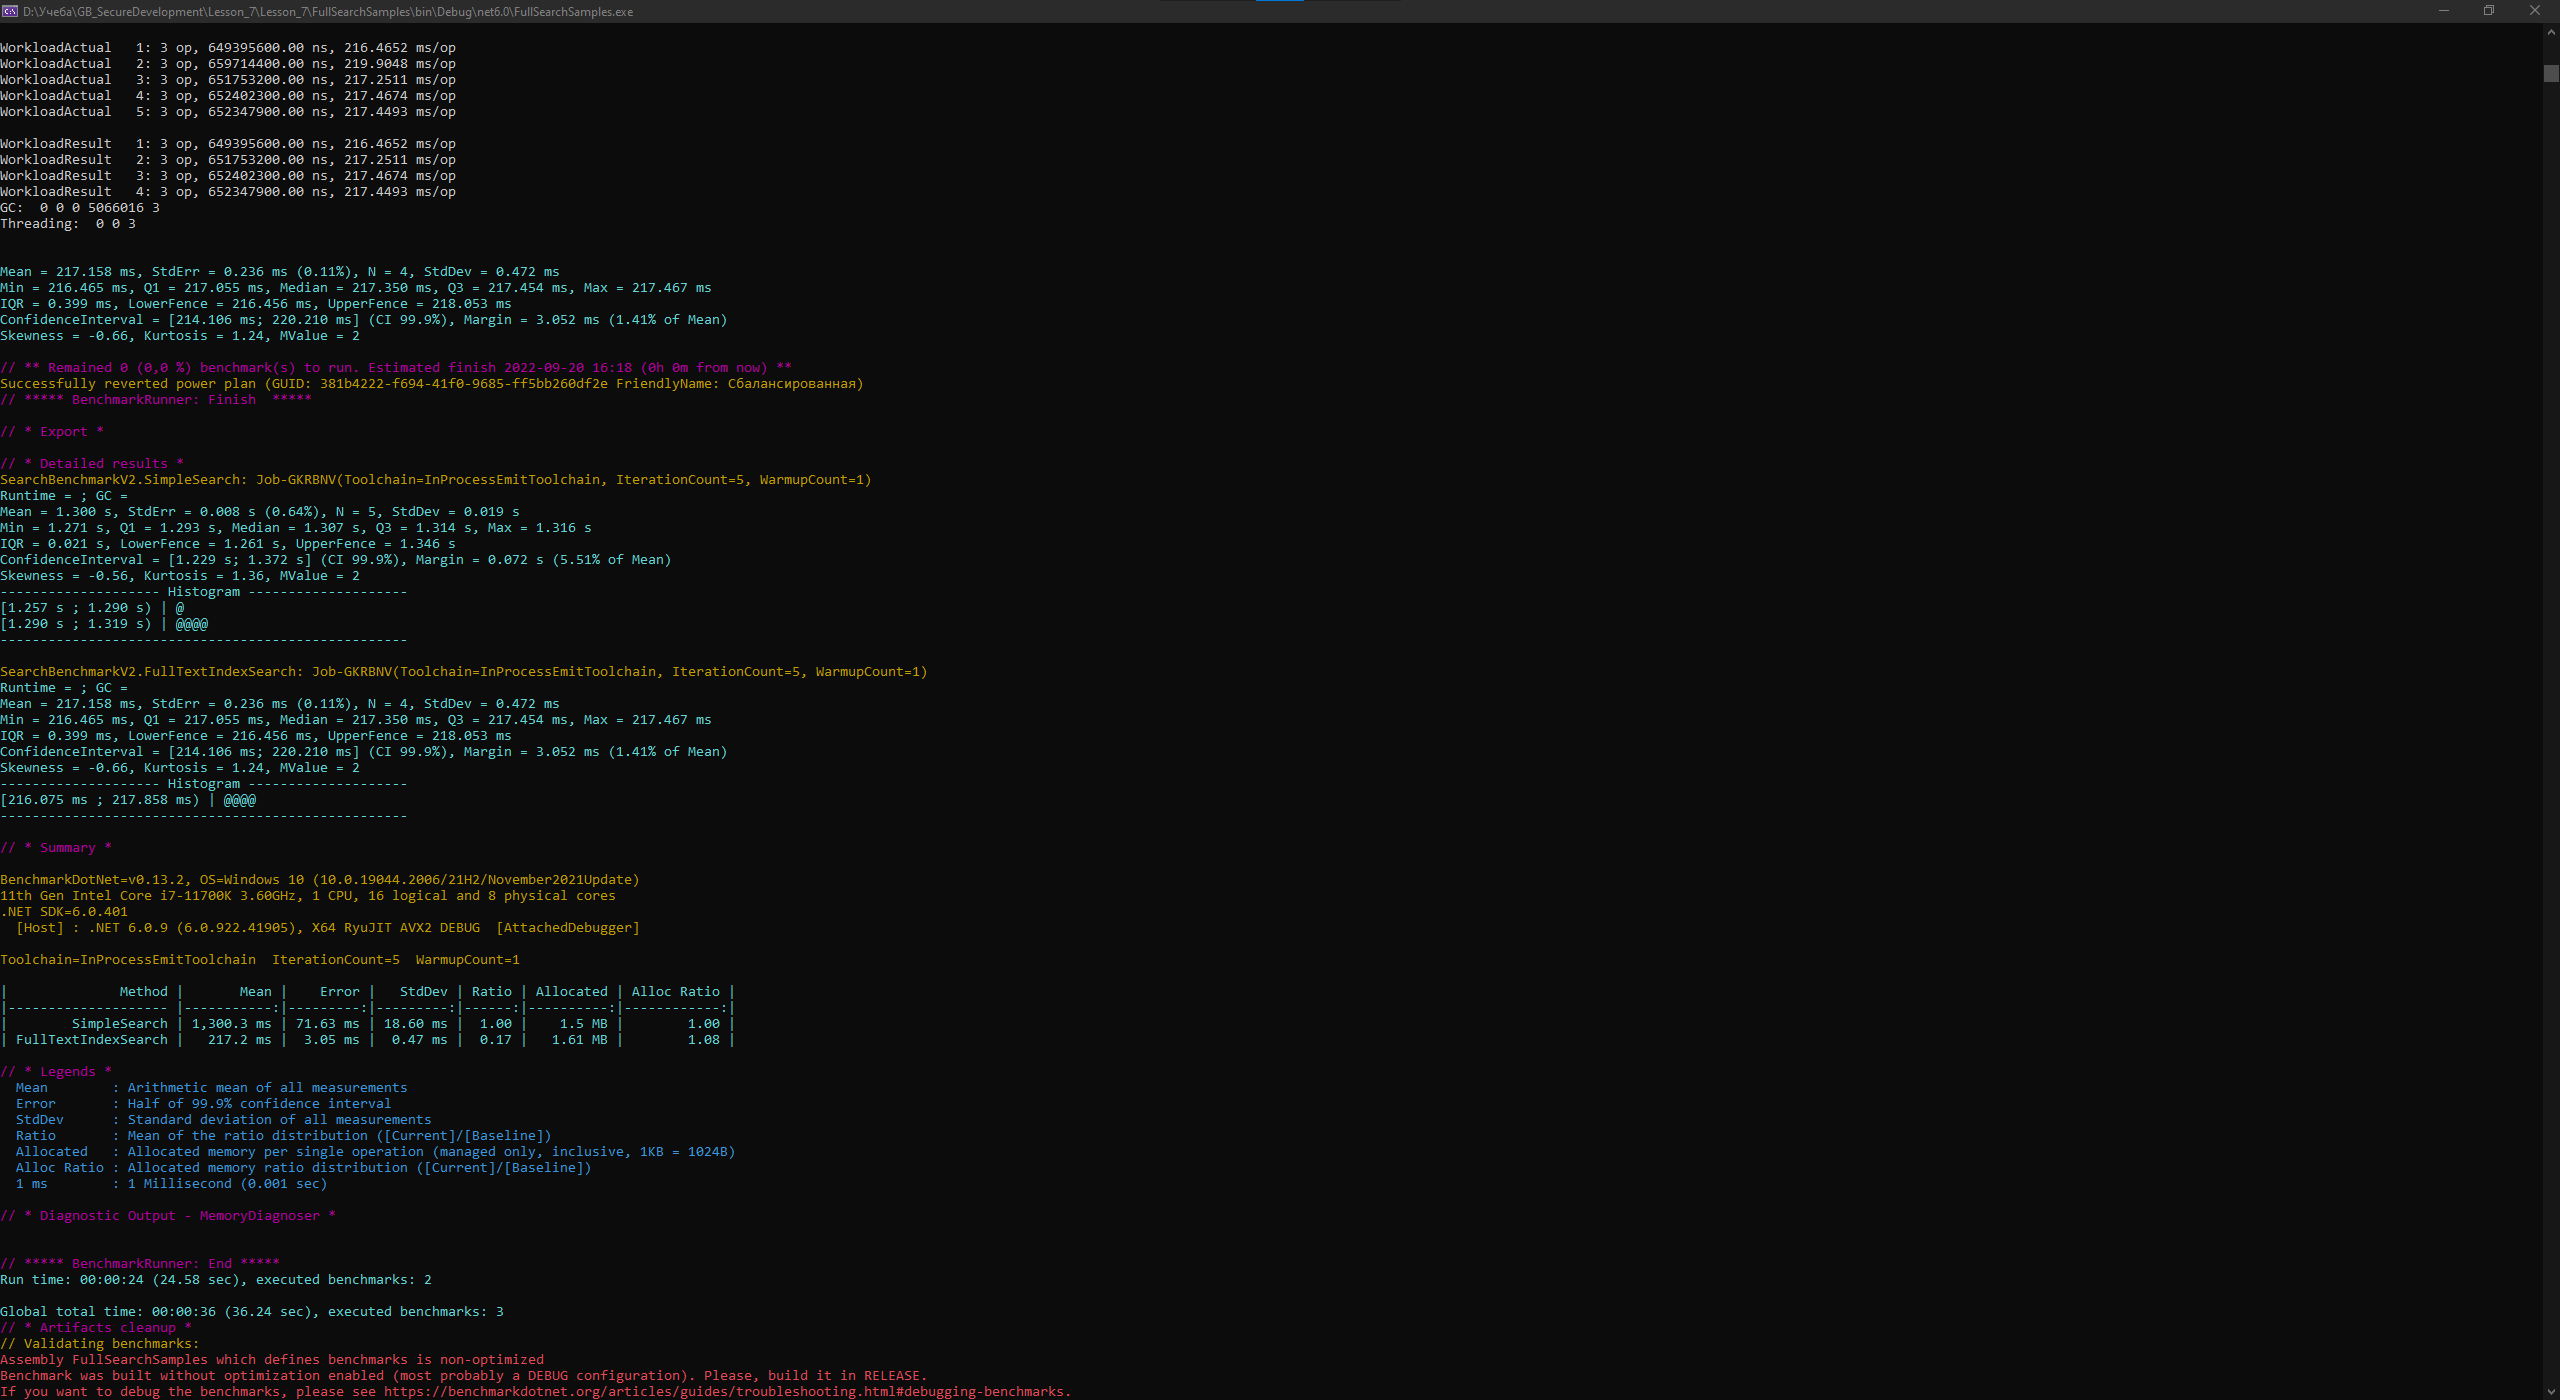 D:\Учеба\GB_SecureDevelopment\Lesson_7\Lesson_7\FullSearchSamples\bin\Debug\net6.0\FullSearchSamples.exe
WorkloadActual   1: 3 op, 649395600.00 ns, 216.4652 ms/op
WorkloadActual   2: 3 op, 659714400.00 ns, 219.9048 ms/op
WorkloadActual   3: 3 op, 651753200.00 ns, 217.2511 ms/op
WorkloadActual   4: 3 op, 652402300.00 ns, 217.4674 ms/op
WorkloadActual   5: 3 op, 652347900.00 ns, 217.4493 ms/op
WorkloadResult   1: 3 op, 649395600.00 ns, 216.4652 ms/op
WorkloadResult   2: 3 op, 651753200.00 ns, 217.2511 ms/op
WorkloadResult   3: 3 op, 652402300.00 ns, 217.4674 ms/op
WorkloadResult   4: 3 op, 652347900.00 ns, 217.4493 ms/op
GC:  0 0 0 5066016 3
Threading:  0 0 3
Mean = 217.158 ms, StdErr = 0.236 ms (0.11%), N = 4, StdDev = 0.472 ms
Min = 216.465 ms, Q1 = 217.055 ms, Median = 217.350 ms, Q3 = 217.454 ms, Max = 217.467 ms
IQR = 0.399 ms, LowerFence = 216.456 ms, UpperFence = 218.053 ms
ConfidenceInterval = [214.106 ms; 220.210 ms] (CI 99.9%), Margin = 3.052 ms (1.41% of Mean)
Skewness = -0.66, Kurtosis = 1.24, MValue = 2
// ** Remained 0 (0,0 %) benchmark(s) to run. Estimated finish 2022-09-20 16:18 (0h 0m from now) **
Successfully reverted power plan (GUID: 381b4222-f694-41f0-9685-ff5bb260df2e FriendlyName: Сбалансированная)
// ***** BenchmarkRunner: Finish  *****
// * Export *
// * Detailed results *
SearchBenchmarkV2.SimpleSearch: Job-GKRBNV(Toolchain=InProcessEmitToolchain, IterationCount=5, WarmupCount=1)
Runtime = ; GC =
Mean = 1.300 s, StdErr = 0.008 s (0.64%), N = 5, StdDev = 0.019 s
Min = 1.271 s, Q1 = 1.293 s, Median = 1.307 s, Q3 = 1.314 s, Max = 1.316 s
IQR = 0.021 s, LowerFence = 1.261 s, UpperFence = 1.346 s
ConfidenceInterval = [1.229 s; 1.372 s] (CI 99.9%), Margin = 0.072 s (5.51% of Mean)
Skewness = -0.56, Kurtosis = 1.36, MValue = 2
-------------------- Histogram --------------------
[1.257 s ; 1.290 s) | @
[1.290 s ; 1.319 s) | @@@@
---------------------------------------------------
SearchBenchmarkV2.FullTextIndexSearch: Job-GKRBNV(Toolchain=InProcessEmitToolchain, IterationCount=5, WarmupCount=1)
Runtime = ; GC =
Mean = 217.158 ms, StdErr = 0.236 ms (0.11%), N = 4, StdDev = 0.472 ms
Min = 216.465 ms, Q1 = 217.055 ms, Median = 217.350 ms, Q3 = 217.454 ms, Max = 217.467 ms
IQR = 0.399 ms, LowerFence = 216.456 ms, UpperFence = 218.053 ms
ConfidenceInterval = [214.106 ms; 220.210 ms] (CI 99.9%), Margin = 3.052 ms (1.41% of Mean)
Skewness = -0.66, Kurtosis = 1.24, MValue = 2
-------------------- Histogram --------------------
[216.075 ms ; 217.858 ms) | @@@@
---------------------------------------------------
// * Summary *
BenchmarkDotNet=v0.13.2, OS=Windows 10 (10.0.19044.2006/21H2/November2021Update)
11th Gen Intel Core i7-11700K 3.60GHz, 1 CPU, 16 logical and 8 physical cores
.NET SDK=6.0.401
  [Host] : .NET 6.0.9 (6.0.922.41905), X64 RyuJIT AVX2 DEBUG  [AttachedDebugger]
Toolchain=InProcessEmitToolchain  IterationCount=5  WarmupCount=1
|              Method |       Mean |    Error |   StdDev | Ratio | Allocated | Alloc Ratio |
|-------------------- |-----------:|---------:|---------:|------:|----------:|------------:|
|        SimpleSearch | 1,300.3 ms | 71.63 ms | 18.60 ms |  1.00 |    1.5 MB |        1.00 |
| FullTextIndexSearch |   217.2 ms |  3.05 ms |  0.47 ms |  0.17 |   1.61 MB |        1.08 |
// * Legends *
  Mean        : Arithmetic mean of all measurements
  Error       : Half of 99.9% confidence interval
  StdDev      : Standard deviation of all measurements
  Ratio       : Mean of the ratio distribution ([Current]/[Baseline])
  Allocated   : Allocated memory per single operation (managed only, inclusive, 1KB = 1024B)
  Alloc Ratio : Allocated memory ratio distribution ([Current]/[Baseline])
  1 ms        : 1 Millisecond (0.001 sec)
// * Diagnostic Output - MemoryDiagnoser *
// ***** BenchmarkRunner: End *****
Run time: 00:00:24 (24.58 sec), executed benchmarks: 2
Global total time: 00:00:36 (36.24 sec), executed benchmarks: 3
// * Artifacts cleanup *
// Validating benchmarks:
Assembly FullSearchSamples which defines benchmarks is non-optimized
Benchmark was built without optimization enabled (most probably a DEBUG configuration). Please, build it in RELEASE.
If you want to debug the benchmarks, please see https://benchmarkdotnet.org/articles/guides/troubleshooting.html#debugging-benchmarks.